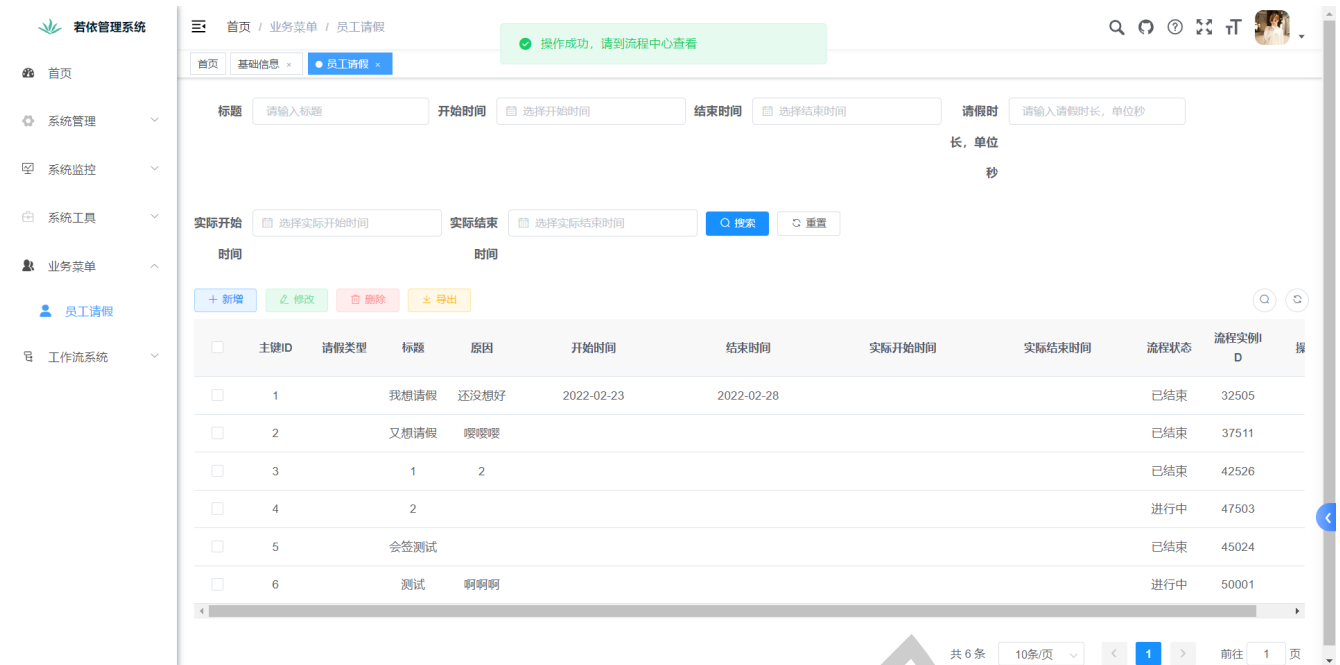 若依管理系统
首页 / 业务菜单 / 员工请假
操作成功，请到流程中心查看
首页
基础信息 ×
员工请假 ×
首页
系统管理
系统监控
系统工具
业务菜单
员工请假
工作流系统
标题 请输入标题 开始时间 选择开始时间 结束时间 选择结束时间 请假时 请输入请假时长，单位秒
长，单位
秒
实际开始 选择实际开始时间 实际结束 选择实际结束时间 搜索 重置
时间 时间
新增 修改 删除 导出
主键ID 请假类型 标题 原因 开始时间 结束时间 实际开始时间 实际结束时间 流程状态 流程实例I
D
1 我想请假 还没想好 2022-02-23 2022-02-28 已结束 32505
2 又想请假 嘤嘤嘤 已结束 37511
3 1 2 已结束 42526
4 2 进行中 47503
5 会签测试 已结束 45024
6 测试 啊啊啊 进行中 50001
共 6 条 10条/页 1 前往 1 页